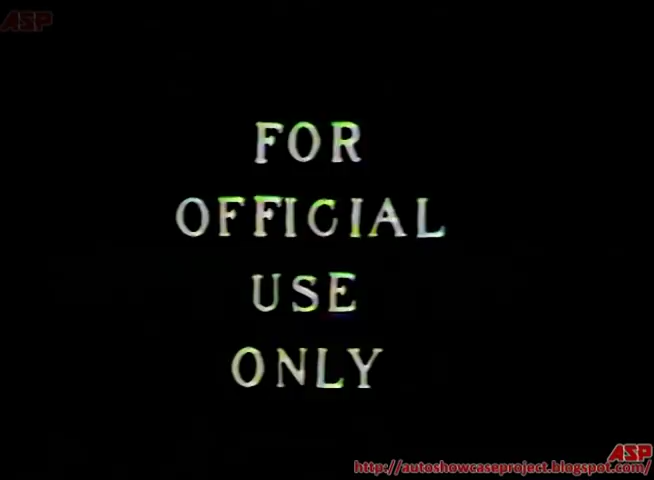 ASP
FOR
OFFICIAL
USE
ONLY
ASP
http://autoshowcaseproject.blogspot.com/